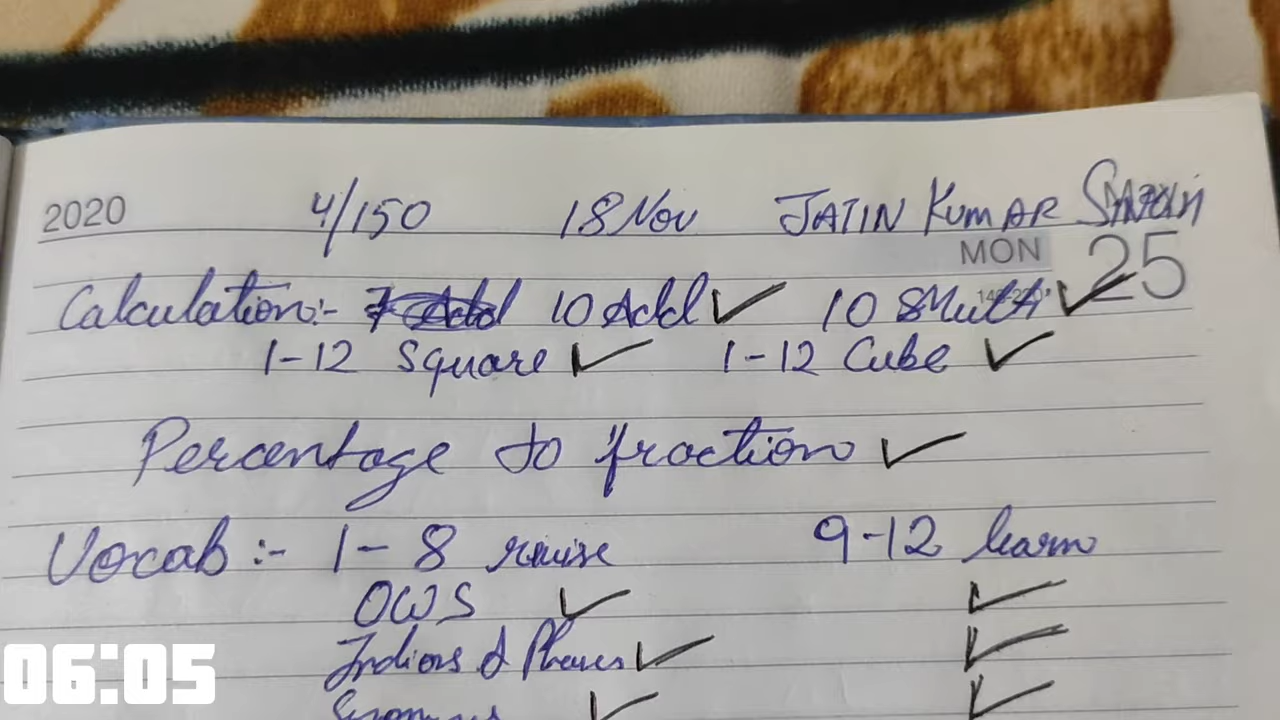 2020 4/150 18 Nov JATIN KUMAR
MON 25
Calculation:- 10 Add ✓ 10 Mult ✓
1-12 Square ✓ 1-12 Cube ✓
Percentage to fraction ✓
Vocab :- 1-8 revise 9-12 learn
OWS ✓ ✓
Idioms & Phrases ✓ ✓
✓ ✓
06:05